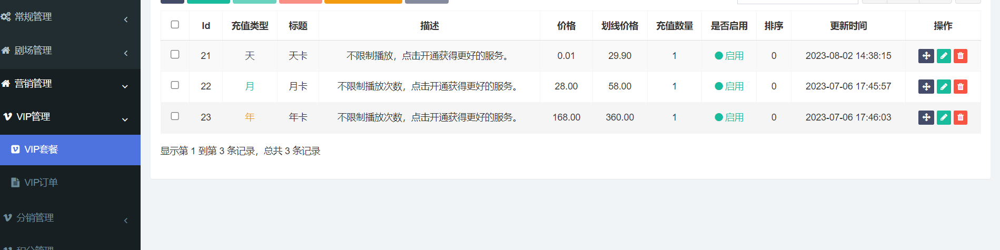 常规管理
剧场管理
营销管理
VIP管理
VIP套餐
VIP订单
分销管理
积分管理
Id 充值类型 标题 描述 价格 划线价格 充值数量 是否启用 排序 更新时间 操作
21 天 天卡 不限制播放，点击开通获得更好的服务。 0.01 29.90 1 启用 0 2023-08-02 14:38:15
22 月 月卡 不限制播放次数，点击开通获得更好的服务。 28.00 58.00 1 启用 0 2023-07-06 17:45:57
23 年 年卡 不限制播放次数，点击开通获得更好的服务。 168.00 360.00 1 启用 0 2023-07-06 17:46:03
显示第 1 到第 3 条记录，总共 3 条记录